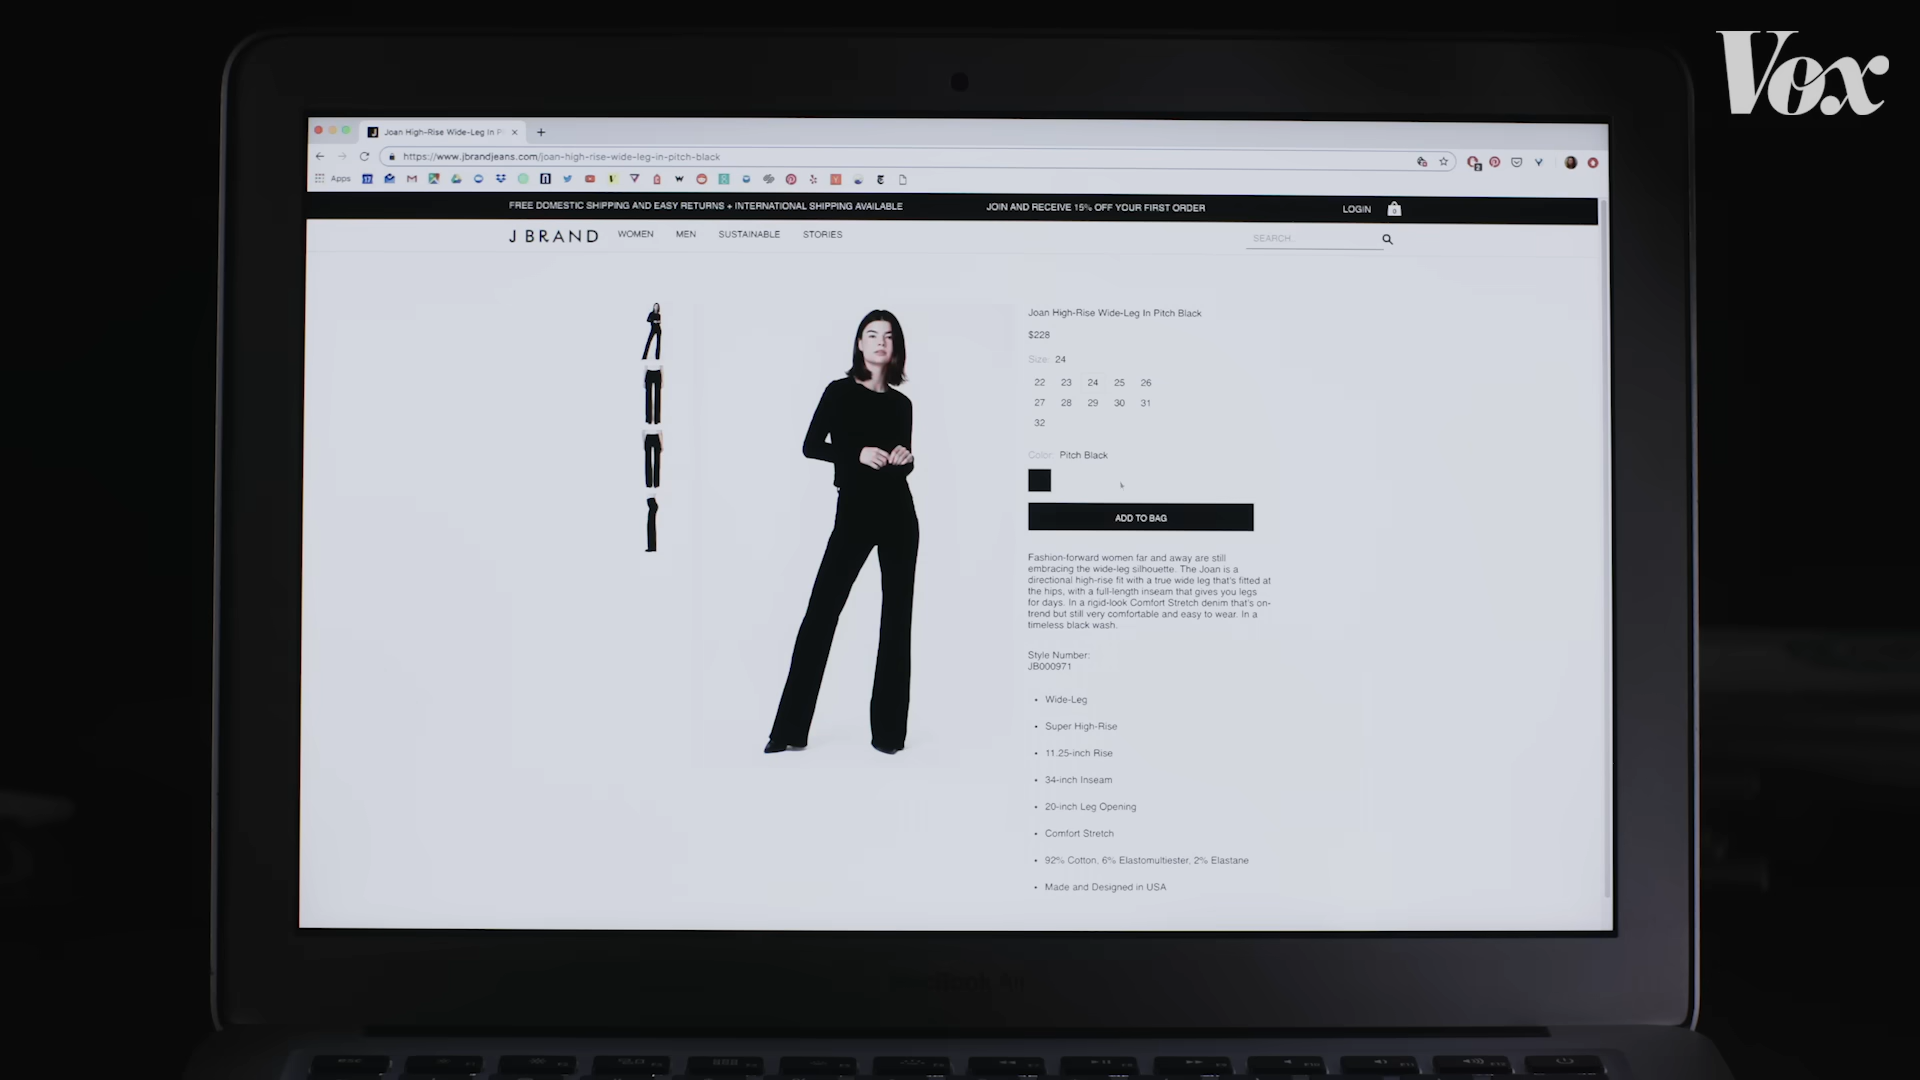 Vox
Joan High-Rise Wide-Leg In P
https://www.jbrandjeans.com/joan-high-rise-wide-leg-in-pitch-black
Apps
FREE DOMESTIC SHIPPING AND EASY RETURNS + INTERNATIONAL SHIPPING AVAILABLE
JOIN AND RECEIVE 15% OFF YOUR FIRST ORDER
LOGIN
J BRAND
WOMEN
MEN
SUSTAINABLE
STORIES
SEARCH
Joan High-Rise Wide-Leg In Pitch Black
$228
Size: 24
22 23 24 25 26
27 28 29 30 31
32
Color: Pitch Black
ADD TO BAG
Fashion-forward women far and away are still
embracing the wide-leg silhouette. The Joan is a
directional high-rise fit with a true wide leg that's fitted at
the hips, with a full-length inseam that gives you legs
for days. In a rigid-look Comfort Stretch denim that's on-
trend but still very comfortable and easy to wear. In a
timeless black wash.
Style Number:
JB000971
• Wide-Leg
• Super High-Rise
• 11.25-inch Rise
• 34-inch Inseam
• 20-inch Leg Opening
• Comfort Stretch
• 92% Cotton, 6% Elastomultiester, 2% Elastane
• Made and Designed in USA